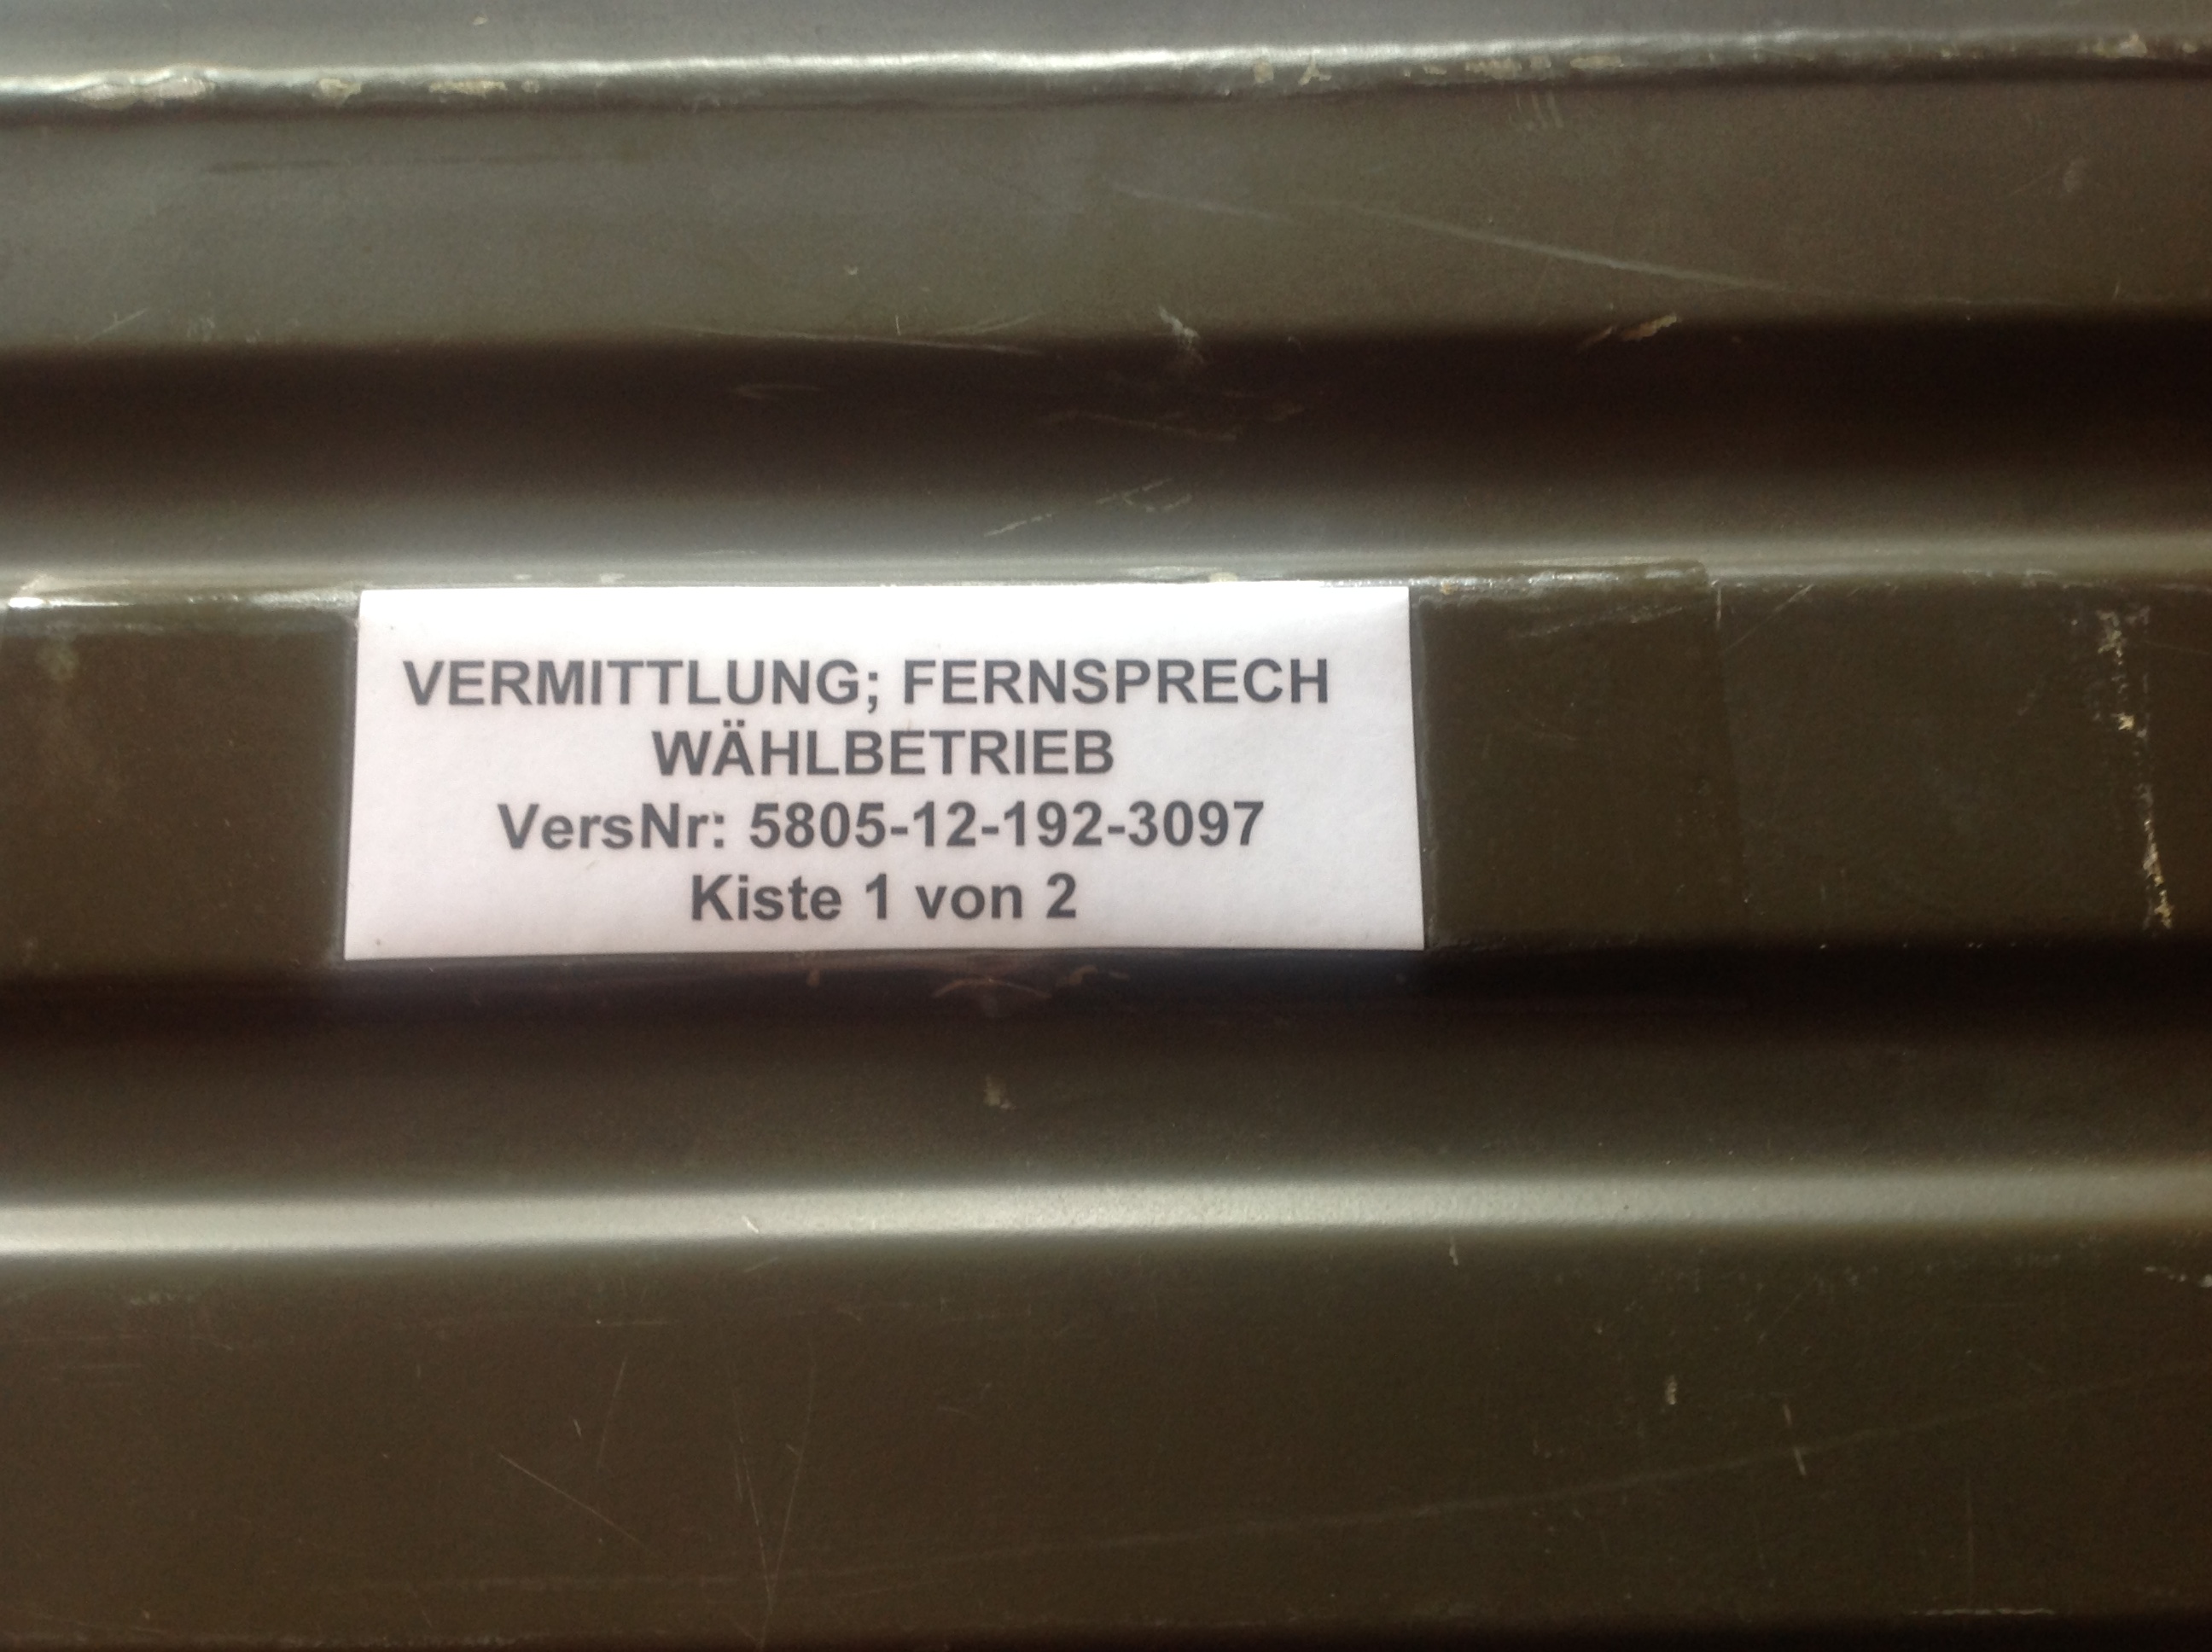 VERMITTLUNG; FERNSPRECH
WÄHLBETRIEB
VersNr: 5805-12-192-3097
Kiste 1 von 2